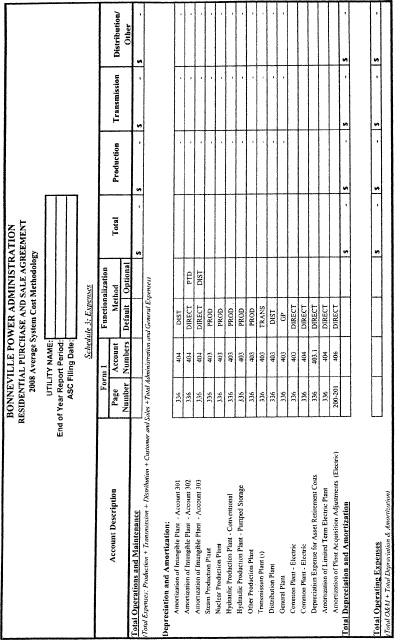 BONNEVILLE POWER ADMINISTRATION
RESIDENTIAL PURCHASE AND SALE AGREEMENT
2008 Average System Cost Methodology
UTILITY NAME:
End of Year Report Period:
ASC Filing Date:
Schedule 3: Expenses
Form 1 Functionalization
Account Description Page Account Method Total Production Transmission Distribution/
Number Numbers Default Optional Other
Total Operations and Maintenance $ - $ - $ - $ -
(Total Expenses: Production + Transmission + Distribution + Customer and Sales + Total Administration and General Expenses)
Depreciation and Amortization:
Amortization of Intangible Plant - Account 301 336 404 DIST - - -
Amortization of Intangible Plant - Account 302 336 404 DIRECT PTD - - -
Amortization of Intangible Plant - Account 303 336 404 DIRECT DIST - - -
Steam Production Plant 336 403 PROD - - -
Nuclear Production Plant 336 403 PROD - - -
Hydraulic Production Plant - Conventional 336 403 PROD - - -
Hydraulic Production Plant - Pumped Storage 336 403 PROD - - -
Other Production Plant 336 403 PROD - - -
Transmission Plant (i) 336 403 TRANS - - -
Distribution Plant 336 403 DIST - - -
General Plant 336 403 GP - - -
Common Plant - Electric 336 403 DIRECT
Common Plant - Electric 336 404 DIRECT
Depreciation Expense for Asset Retirement Costs 336 403.1 DIRECT
Amortization of Limited Term Electric Plant 336 404 DIRECT
Amortization of Plant Acquisition Adjustments (Electric) 200-201 406 DIRECT
Total Depreciation and Amortization $ - $ - $ - $ -
Total Operating Expenses $ - $ - $ - $ -
(Total O&M + Total Depreciation & Amortization)